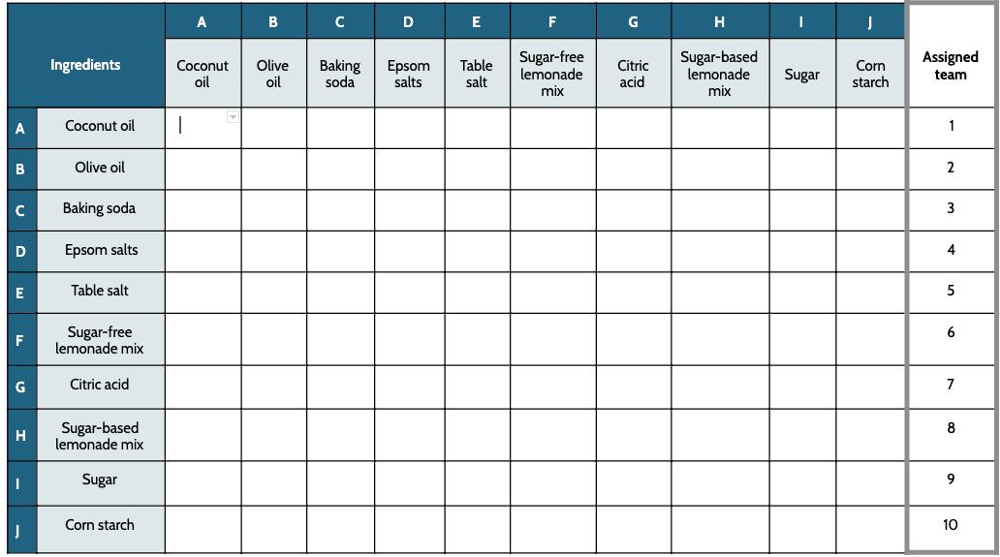 A B C D E F G H I J
Ingredients
Coconut
oil
Olive
oil
Baking
soda
Epsom
salts
Table
salt
Sugar-free
lemonade
mix
Citric
acid
Sugar-based
lemonade
mix
Sugar
Corn
starch
Assigned
team
A Coconut oil 1
B Olive oil 2
C Baking soda 3
D Epsom salts 4
E Table salt 5
F Sugar-free
lemonade mix 6
G Citric acid 7
H Sugar-based
lemonade mix 8
I Sugar 9
J Corn starch 10